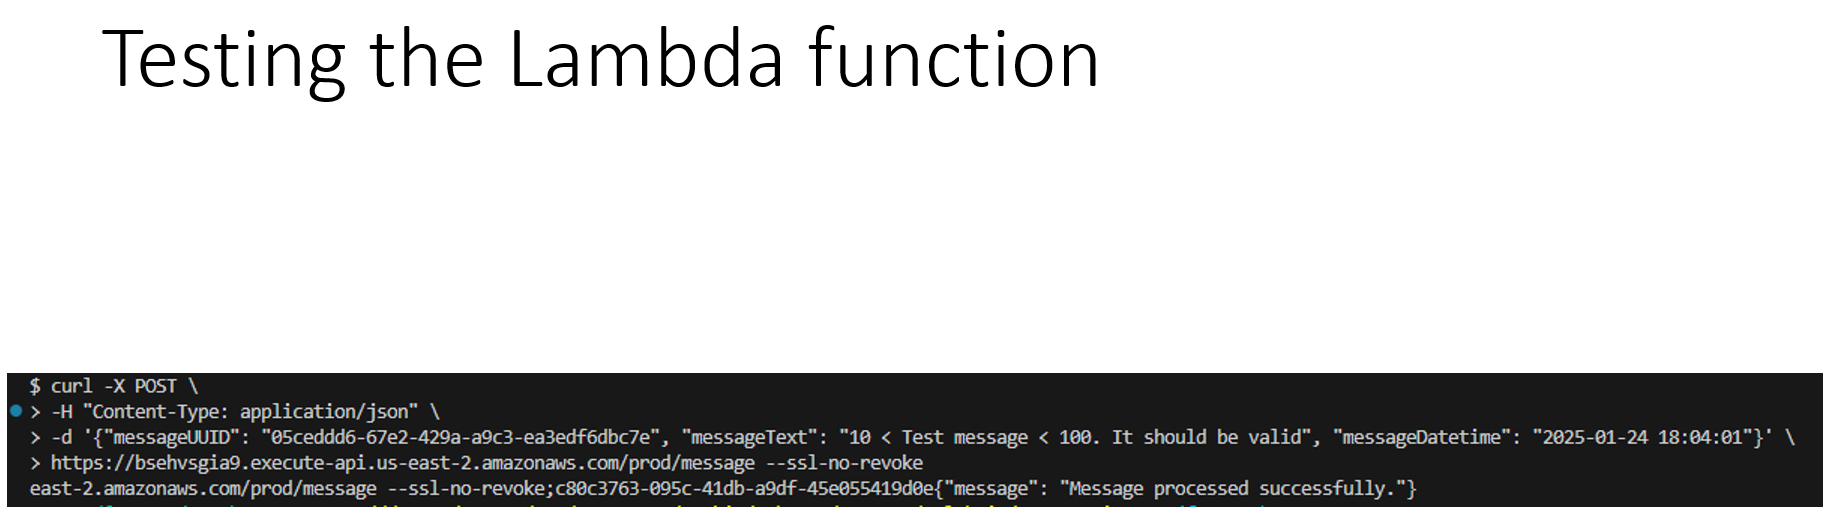 Testing the Lambda function
$ curl -X POST \
> -H "Content-Type: application/json" \
> -d '{"messageUUID": "05ceddd6-67e2-429a-a9c3-ea3edf6dbc7e", "messageText": "10 < Test message < 100. It should be valid", "messageDatetime": "2025-01-24 18:04:01"}' \
> https://bsehvsgia9.execute-api.us-east-2.amazonaws.com/prod/message --ssl-no-revoke
east-2.amazonaws.com/prod/message --ssl-no-revoke;c80c3763-095c-41db-a9df-45e055419d0e{"message": "Message processed successfully."}